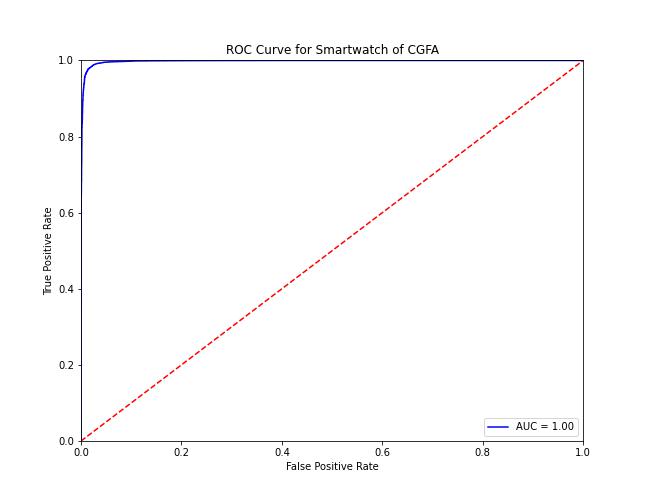 ROC Curve for Smartwatch of CGFA
1.0
0.8
0.6
0.4
0.2
0.0
True Positive Rate
AUC = 1.00
0.0 0.2 0.4 0.6 0.8 1.0
False Positive Rate